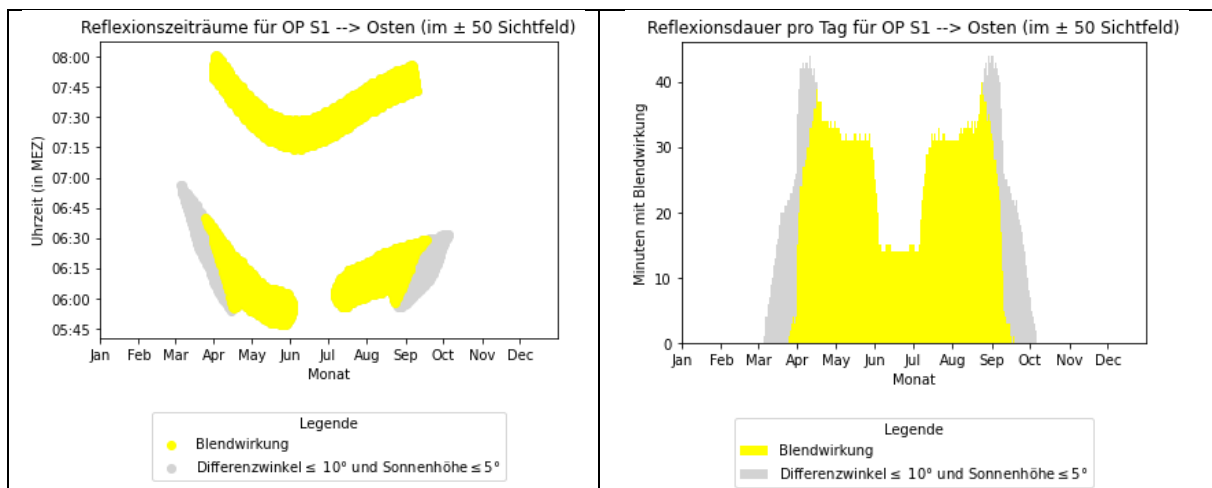 Reflexionszeiträume für OP S1 --> Osten (im ± 50 Sichtfeld)
Uhrzeit (in MEZ)
08:00
07:45
07:30
07:15
07:00
06:45
06:30
06:15
06:00
05:45
Jan Feb Mar Apr May Jun Jul Aug Sep Oct Nov Dec
Monat
Legende
Blendwirkung
Differenzwinkel ≤ 10° und Sonnenhöhe ≤ 5°
Reflexionsdauer pro Tag für OP S1 --> Osten (im ± 50 Sichtfeld)
Minuten mit Blendwirkung
40
30
20
10
0
Jan Feb Mar Apr May Jun Jul Aug Sep Oct Nov Dec
Monat
Legende
Blendwirkung
Differenzwinkel ≤ 10° und Sonnenhöhe ≤ 5°